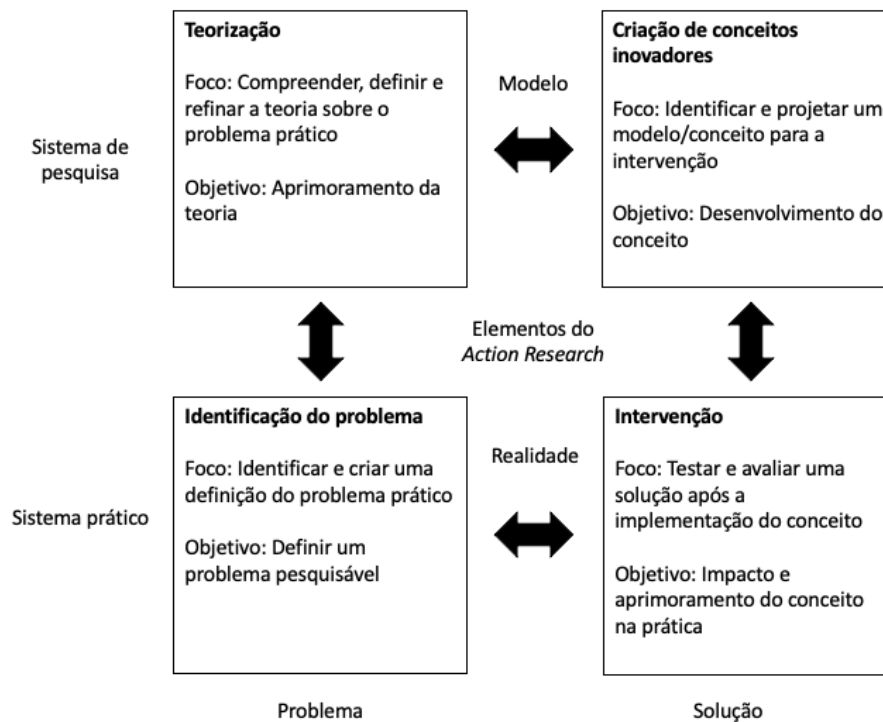 Teorização
Foco: Compreender, definir e
refinar a teoria sobre o
problema prático
Objetivo: Aprimoramento da
teoria
Modelo
Criação de conceitos
inovadores
Foco: Identificar e projetar um
modelo/conceito para a
intervenção
Objetivo: Desenvolvimento do
conceito
Sistema de
pesquisa
Elementos do
Action Research
Identificação do problema
Foco: Identificar e criar uma
definição do problema prático
Objetivo: Definir um
problema pesquisável
Realidade
Intervenção
Foco: Testar e avaliar uma
solução após a
implementação do conceito
Objetivo: Impacto e
aprimoramento do conceito
na prática
Sistema prático
Problema
Solução